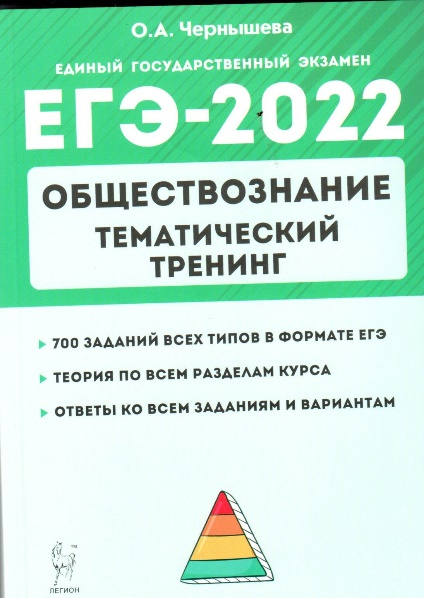 О.А. Чернышева
ЕДИНЫЙ ГОСУДАРСТВЕННЫЙ ЭКЗАМЕН
ЕГЭ-2022
ОБЩЕСТВОЗНАНИЕ
ТЕМАТИЧЕСКИЙ
ТРЕНИНГ
700 ЗАДАНИЙ ВСЕХ ТИПОВ В ФОРМАТЕ ЕГЭ
ТЕОРИЯ ПО ВСЕМ РАЗДЕЛАМ КУРСА
ОТВЕТЫ КО ВСЕМ ЗАДАНИЯМ И ВАРИАНТАМ
ЛЕГИОН